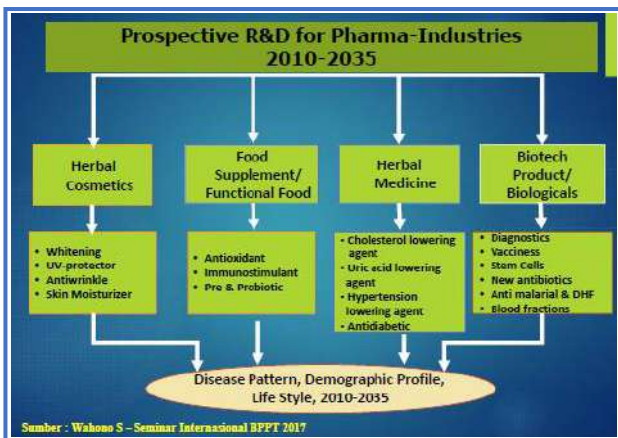 Prospective R&D for Pharma-Industries
2010-2035
Herbal
Cosmetics
Food
Supplement/
Functional Food
Herbal
Medicine
Biotech
Product/
Biologicals
• Whitening
• UV-protector
• Antiwrinkle
• Skin Moisturizer
• Antioxidant
• Immunostimulant
• Pre & Probiotic
• Cholesterol lowering
agent
• Uric acid lowering
agent
• Hypertension
lowering agent
• Antidiabetic
• Diagnostics
• Vacciness
• Stem Cells
• New antibiotics
• Anti malarial & DHF
• Blood fractions
Disease Pattern, Demographic Profile,
Life Style, 2010-2035
Sumber : Wahono S – Seminar Internasional BPPT 2017